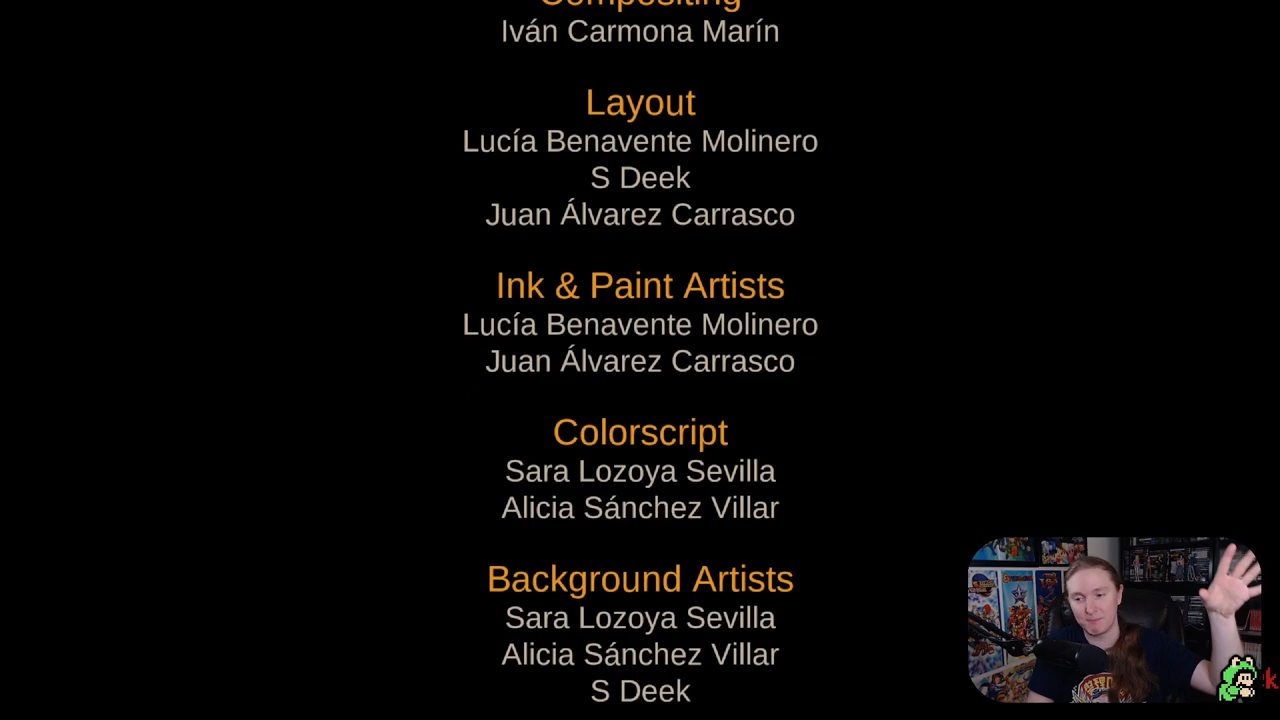 Compositing
Iván Carmona Marín
Layout
Lucía Benavente Molinero
S Deek
Juan Álvarez Carrasco
Ink & Paint Artists
Lucía Benavente Molinero
Juan Álvarez Carrasco
Colorscript
Sara Lozoya Sevilla
Alicia Sánchez Villar
Background Artists
Sara Lozoya Sevilla
Alicia Sánchez Villar
S Deek